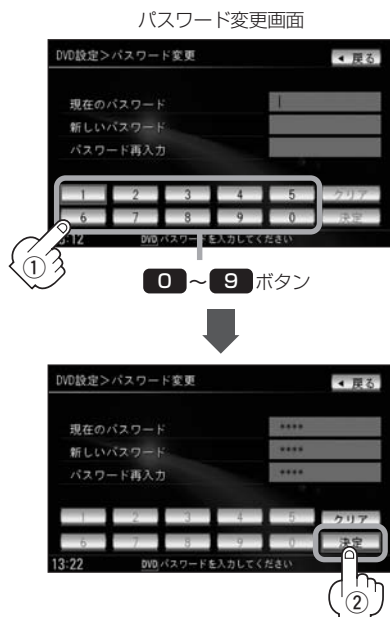 パスワード変更画面
DVD設定>パスワード変更
◀ 戻る
現在のパスワード
新しいパスワード
パスワード再入力
1 2 3 4 5 クリア
6 7 8 9 0 決定
:12 DVD パスワードを入力してください
①
0 ～ 9 ボタン
DVD設定>パスワード変更
◀ 戻る
現在のパスワード ****
新しいパスワード ****
パスワード再入力 ****
1 2 3 4 5 クリア
6 7 8 9 0 決定
13:22 DVD パスワードを入力してください
②